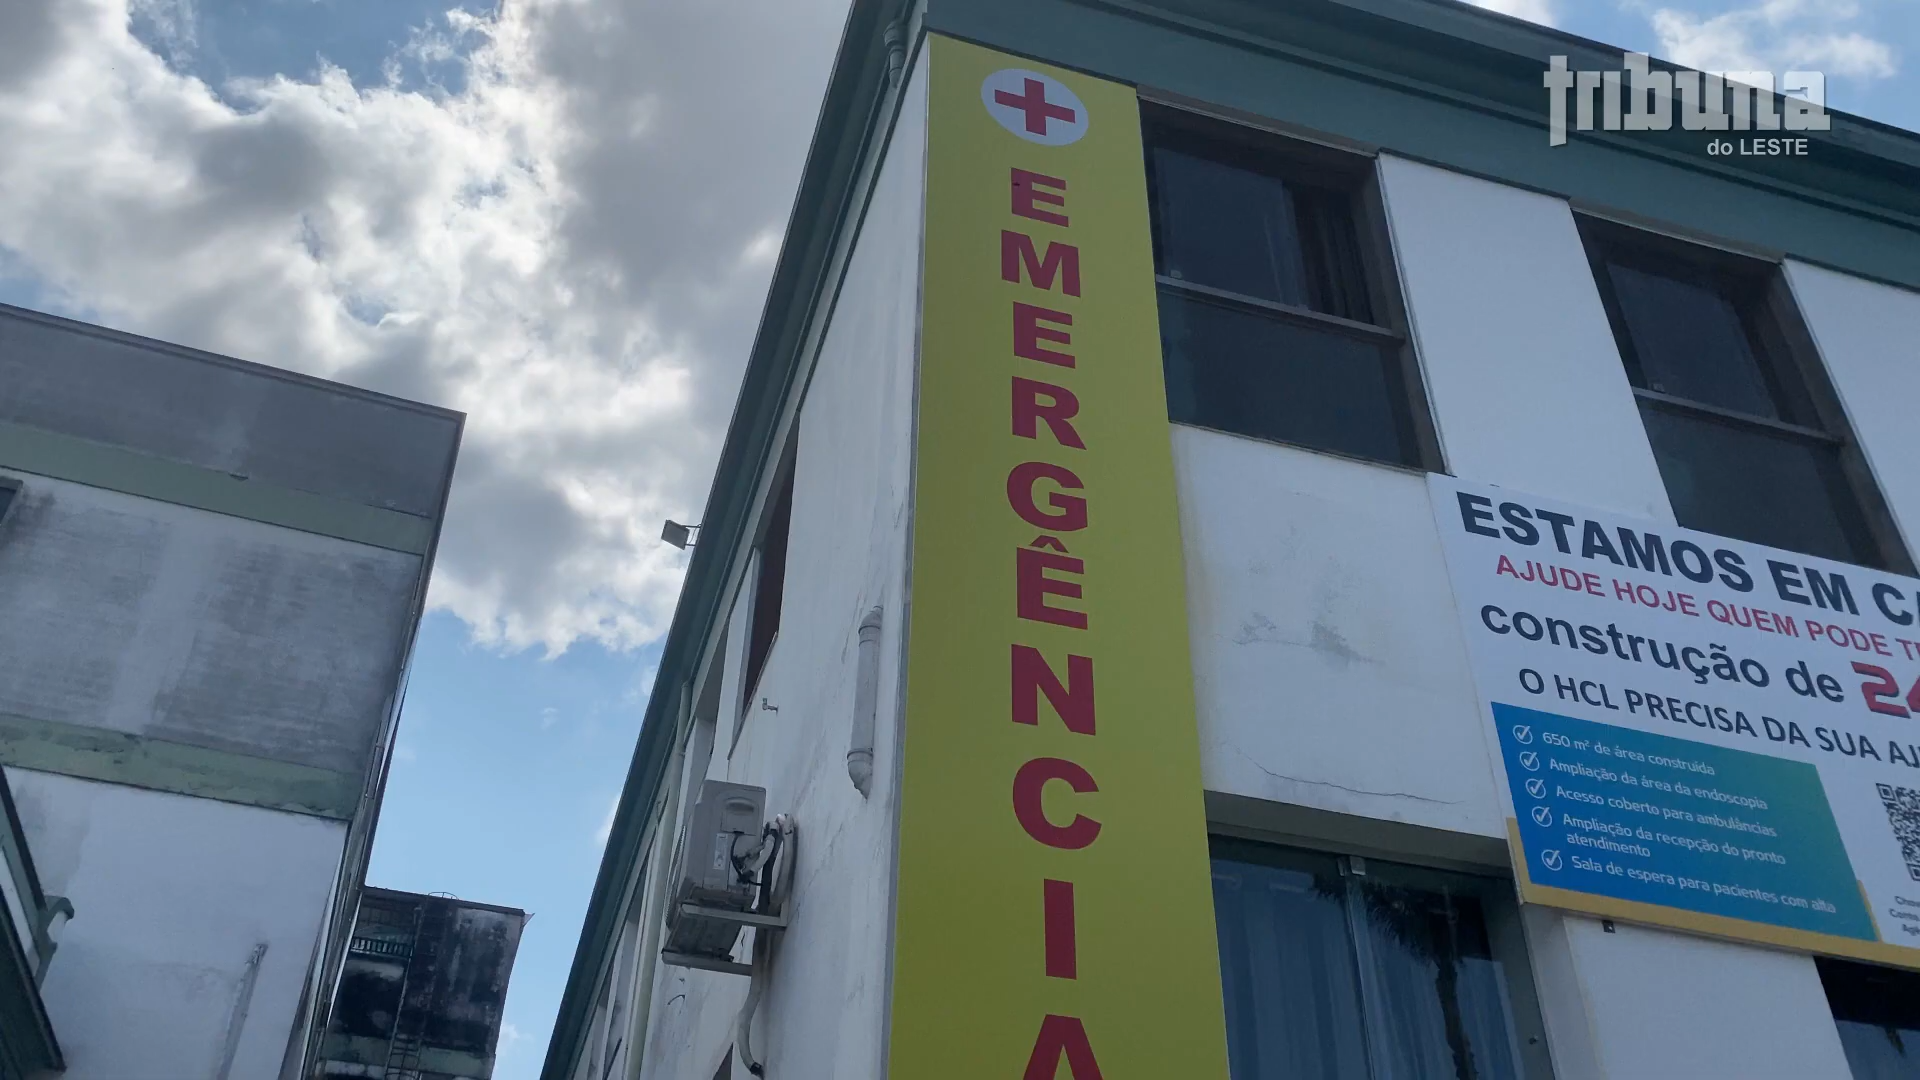 tribuna
do LESTE
EMERGÊNCIA
ESTAMOS EM
AJUDE HOJE QUEM PODE
construção de 24
O HCL PRECISA DA SUA
650 m² de área construída
Ampliação da área da endoscopia
Acesso coberto para ambulâncias
Ampliação da recepção do pronto
atendimento
Sala de espera para pacientes com alta